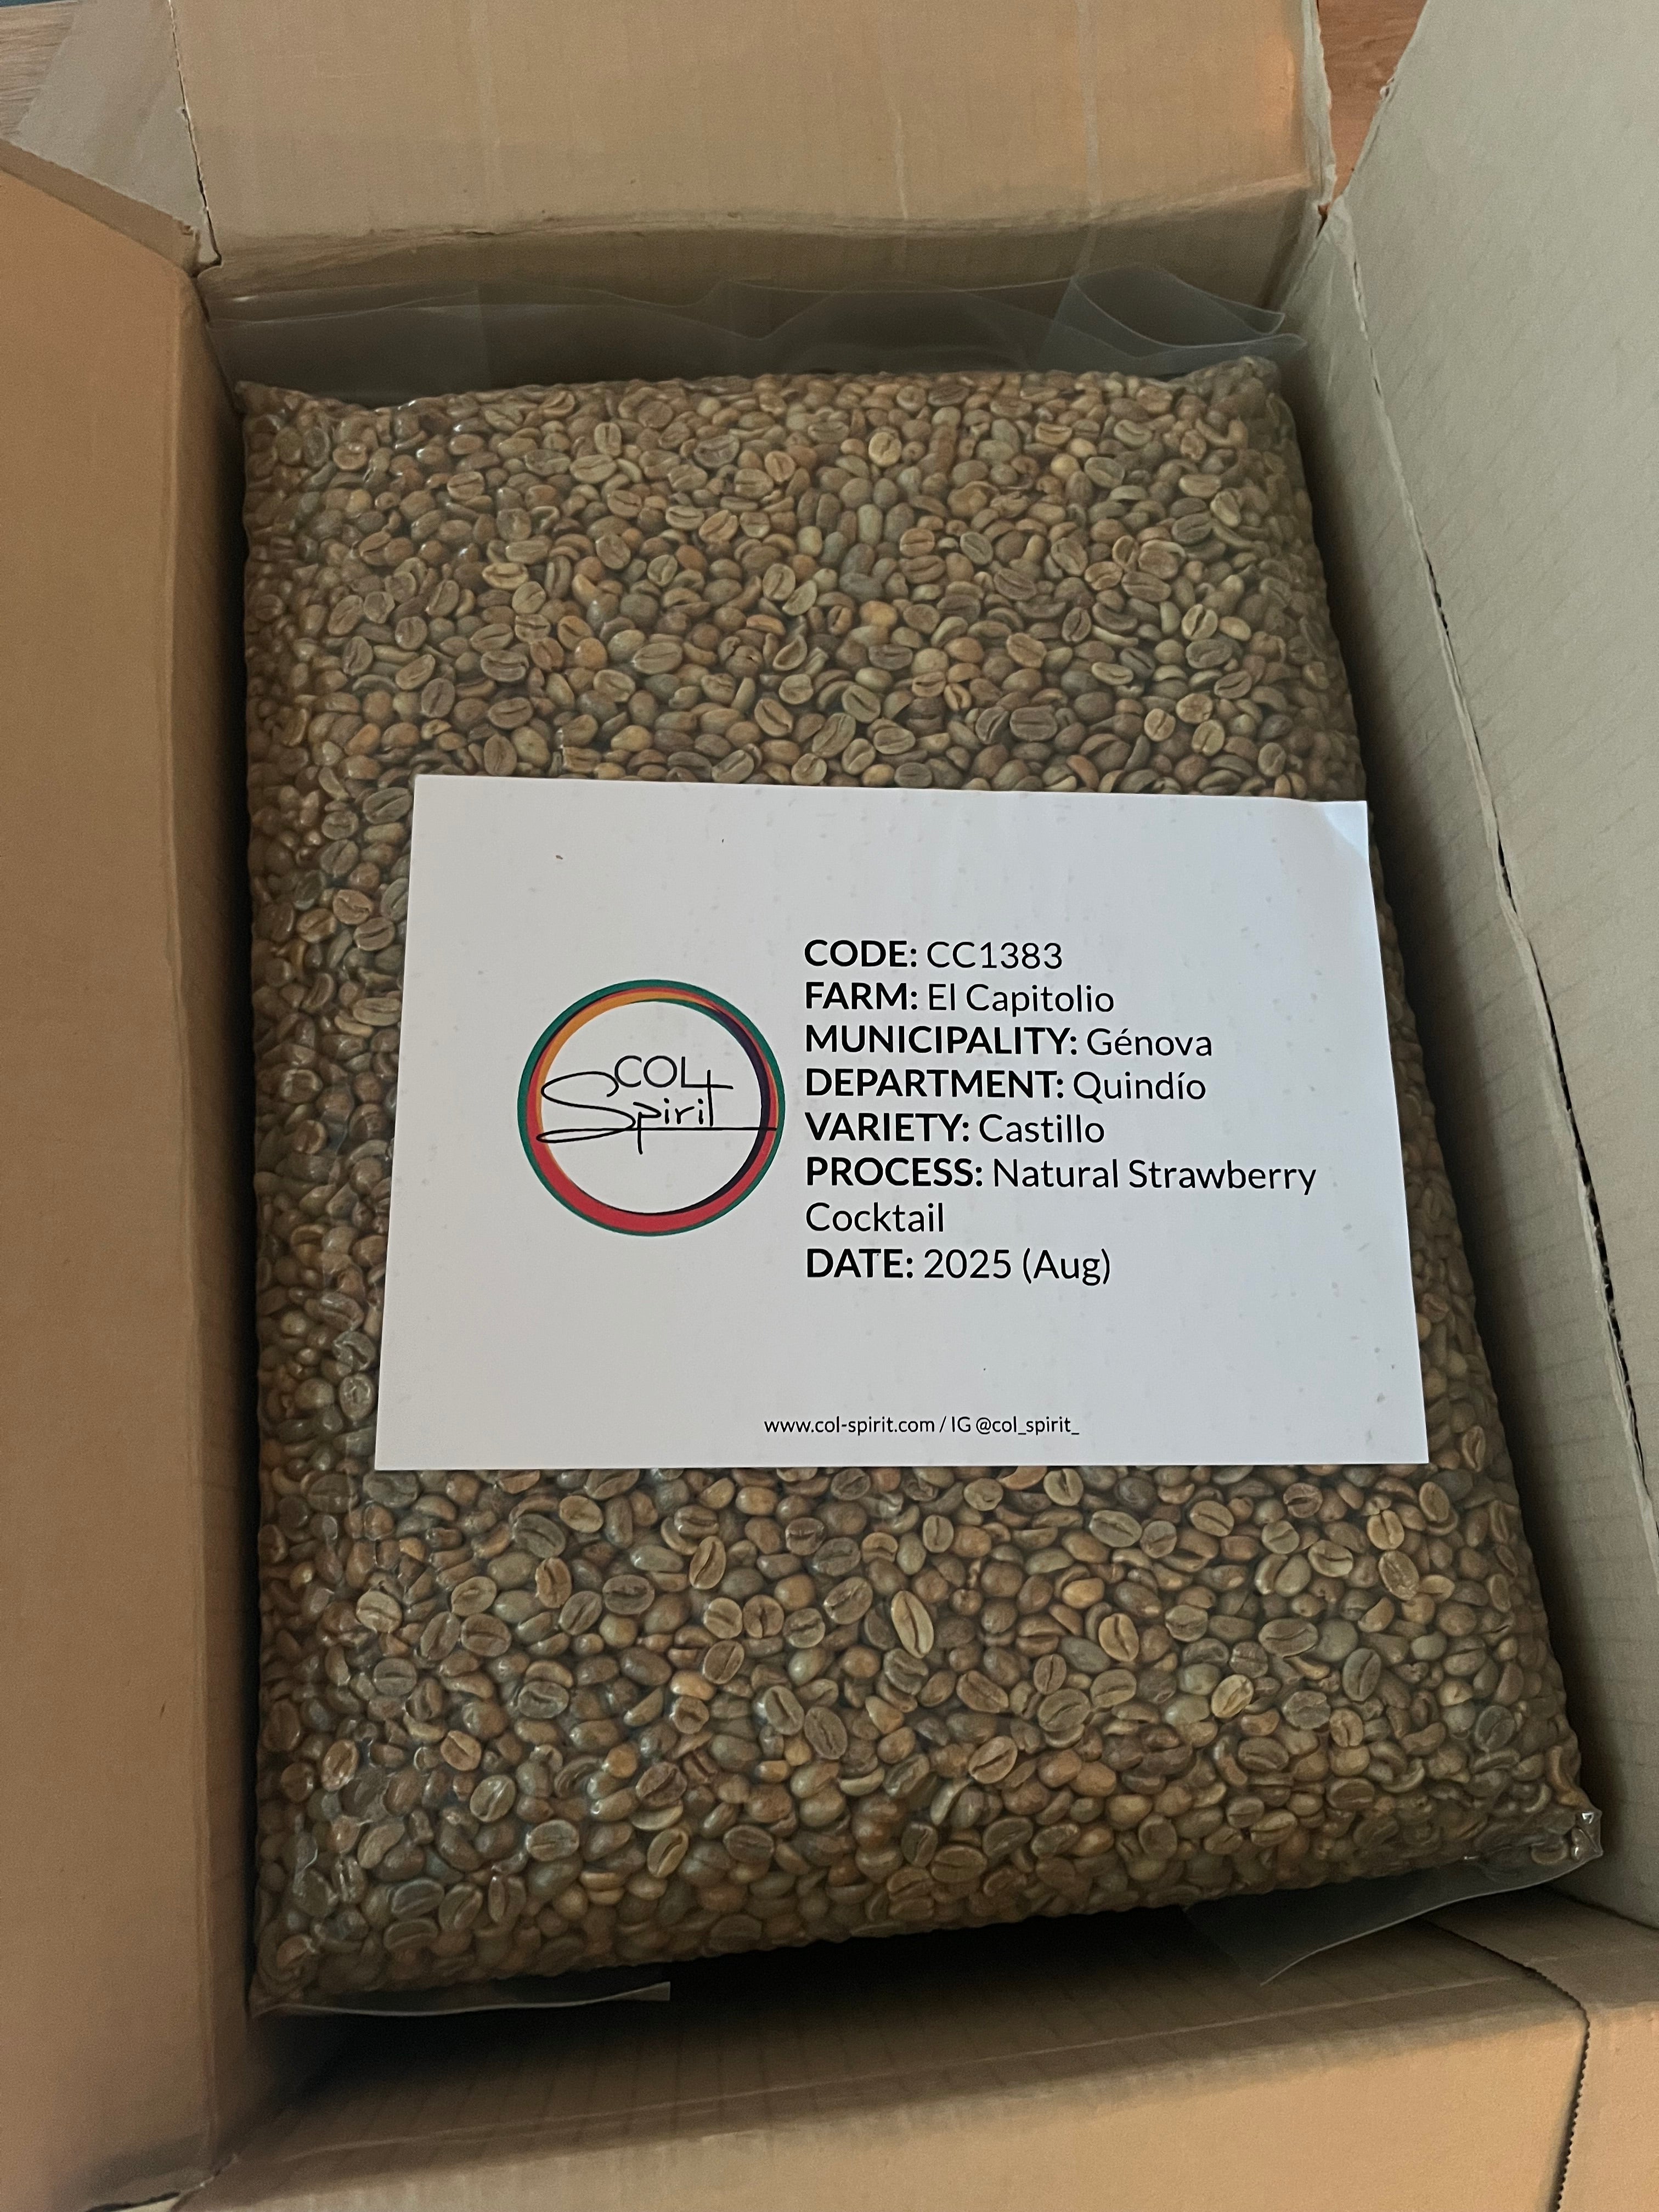 COL
Spirit
CODE: CC1383
FARM: El Capitolio
MUNICIPALITY: Génova
DEPARTMENT: Quindío
VARIETY: Castillo
PROCESS: Natural Strawberry
Cocktail
DATE: 2025 (Aug)
www.col-spirit.com / IG @col_spirit_